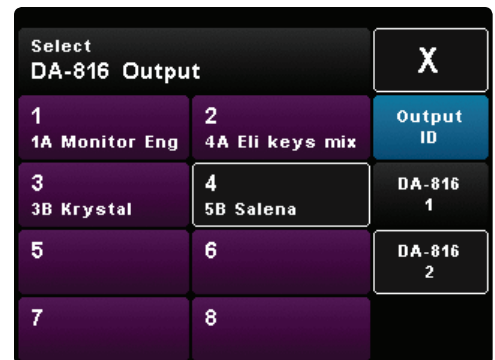 Select
DA-816 Output
X
1
1A Monitor Eng
2
4A Eli keys mix
Output
ID
3
3B Krystal
4
5B Salena
DA-816
1
5
6
DA-816
2
7
8